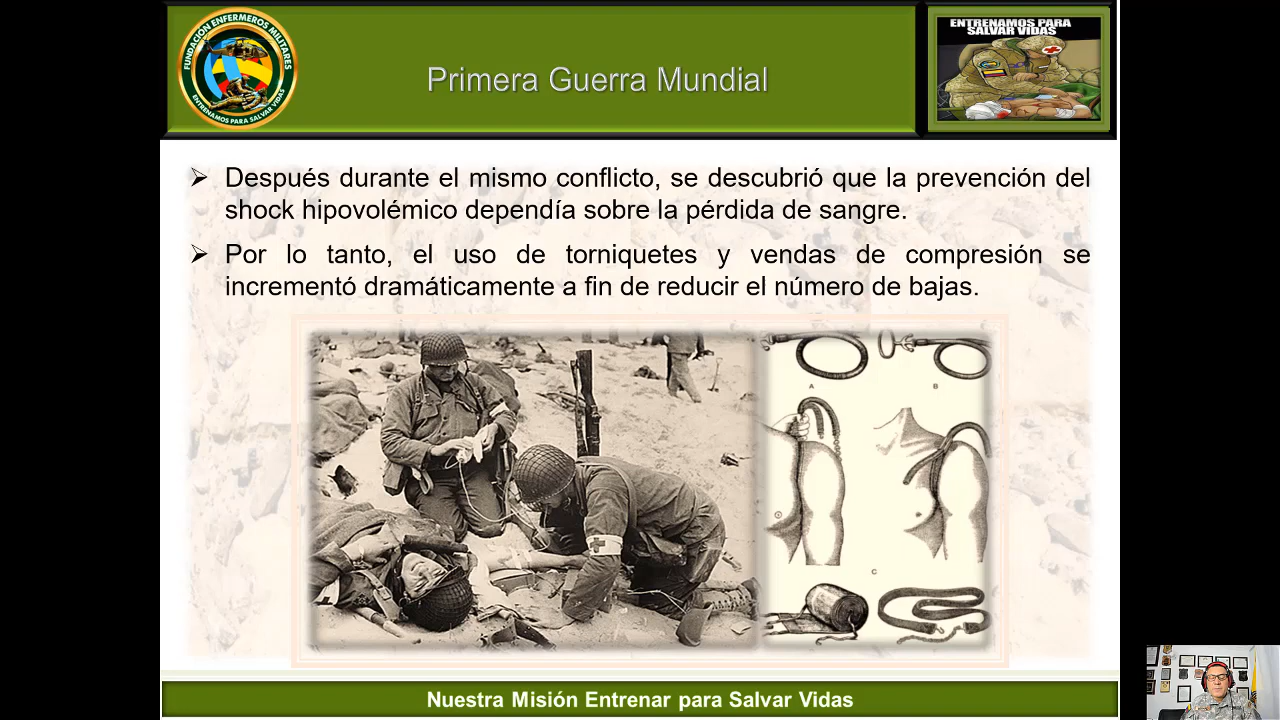 FUNDACIÓN ENFERMEROS MILITARES
ENTRENAMOS PARA SALVAR VIDAS
Primera Guerra Mundial
ENTRENAMOS PARA
SALVAR VIDAS
Después durante el mismo conflicto, se descubrió que la prevención del
shock hipovolémico dependía sobre la pérdida de sangre.
Por lo tanto, el uso de torniquetes y vendas de compresión se
incrementó dramáticamente a fin de reducir el número de bajas.
A
B
C
Nuestra Misión Entrenar para Salvar Vidas